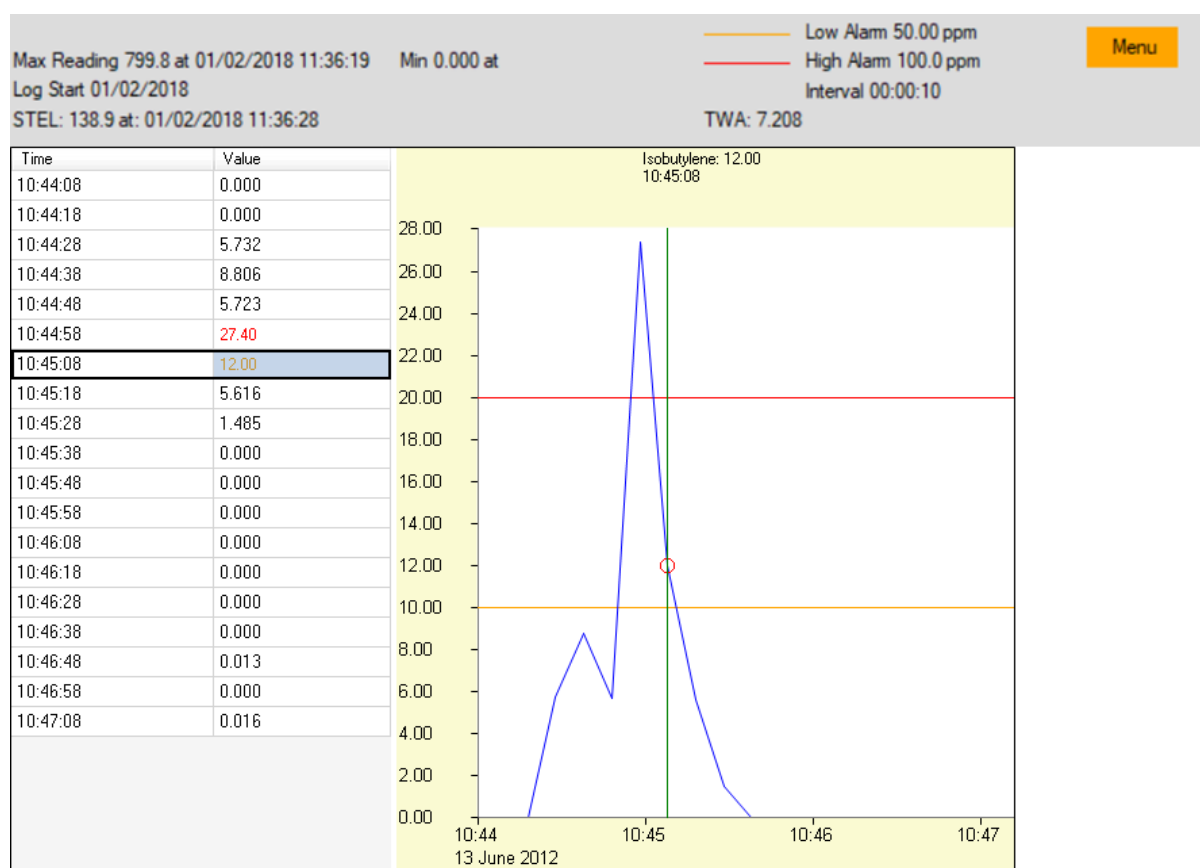 Max Reading 799.8 at 01/02/2018 11:36:19 Min 0.000 at
Log Start 01/02/2018
STEL: 138.9 at: 01/02/2018 11:36:28
Low Alarm 50.00 ppm
High Alarm 100.0 ppm
Interval 00:00:10
TWA: 7.208
Menu
Time Value
10:44:08 0.000
10:44:18 0.000
10:44:28 5.732
10:44:38 8.806
10:44:48 5.723
10:44:58 27.40
10:45:08 12.00
10:45:18 5.616
10:45:28 1.485
10:45:38 0.000
10:45:48 0.000
10:45:58 0.000
10:46:08 0.000
10:46:18 0.000
10:46:28 0.000
10:46:38 0.000
10:46:48 0.013
10:46:58 0.000
10:47:08 0.016
Isobutylene: 12.00
10:45:08
28.00
26.00
24.00
22.00
20.00
18.00
16.00
14.00
12.00
10.00
8.00
6.00
4.00
2.00
0.00
10:44 10:45 10:46 10:47
13 June 2012